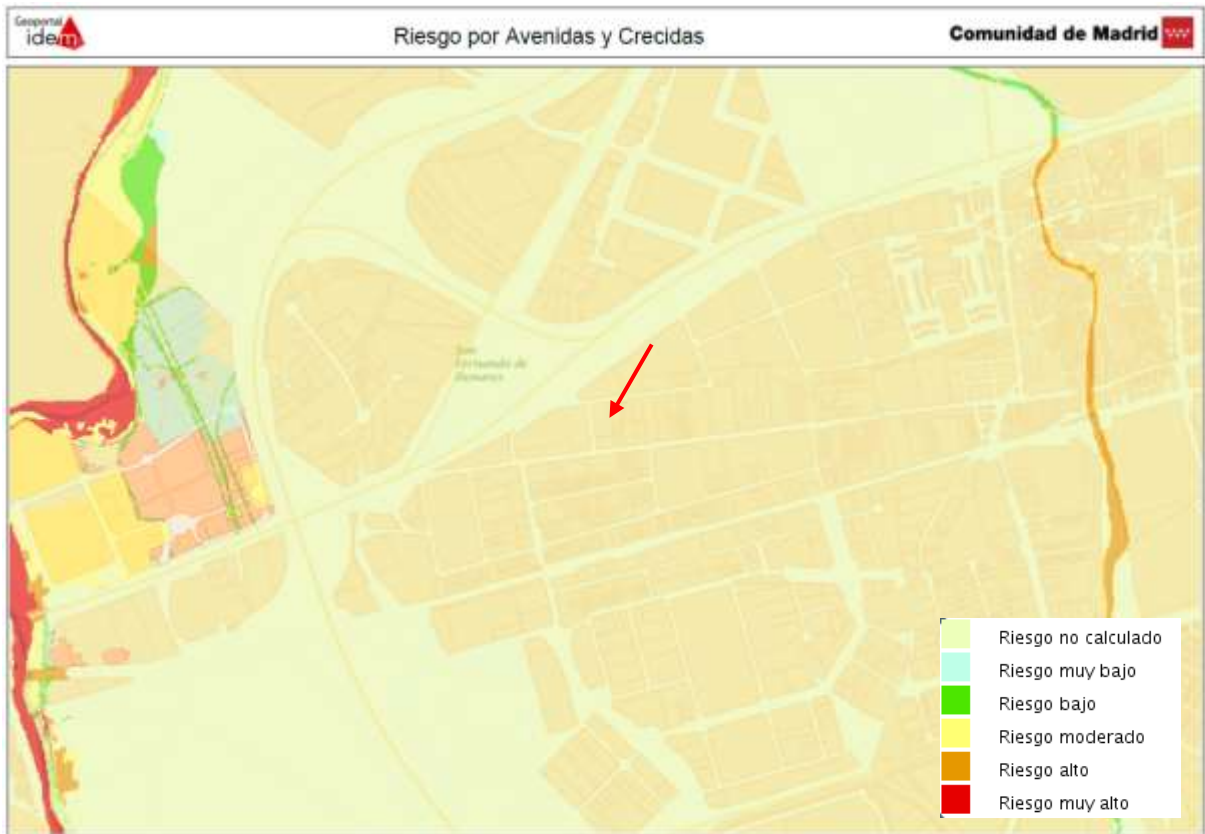 Geoportal
idem
Riesgo por Avenidas y Crecidas
Comunidad de Madrid
San
Fernando de
Henares
Riesgo no calculado
Riesgo muy bajo
Riesgo bajo
Riesgo moderado
Riesgo alto
Riesgo muy alto